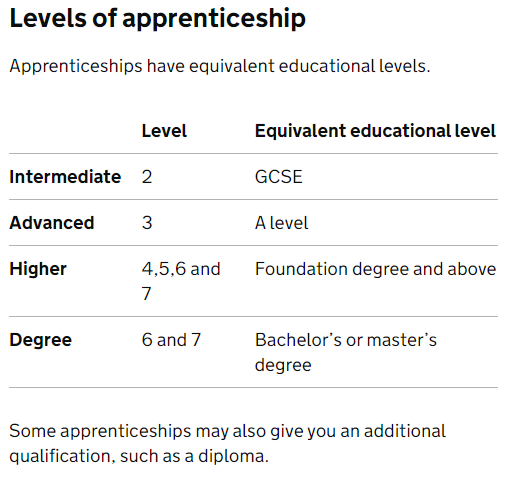 Levels of apprenticeship
Apprenticeships have equivalent educational levels.
Level Equivalent educational level
Intermediate 2 GCSE
Advanced 3 A level
Higher 4,5,6 and 7 Foundation degree and above
Degree 6 and 7 Bachelor’s or master’s degree
Some apprenticeships may also give you an additional
qualification, such as a diploma.